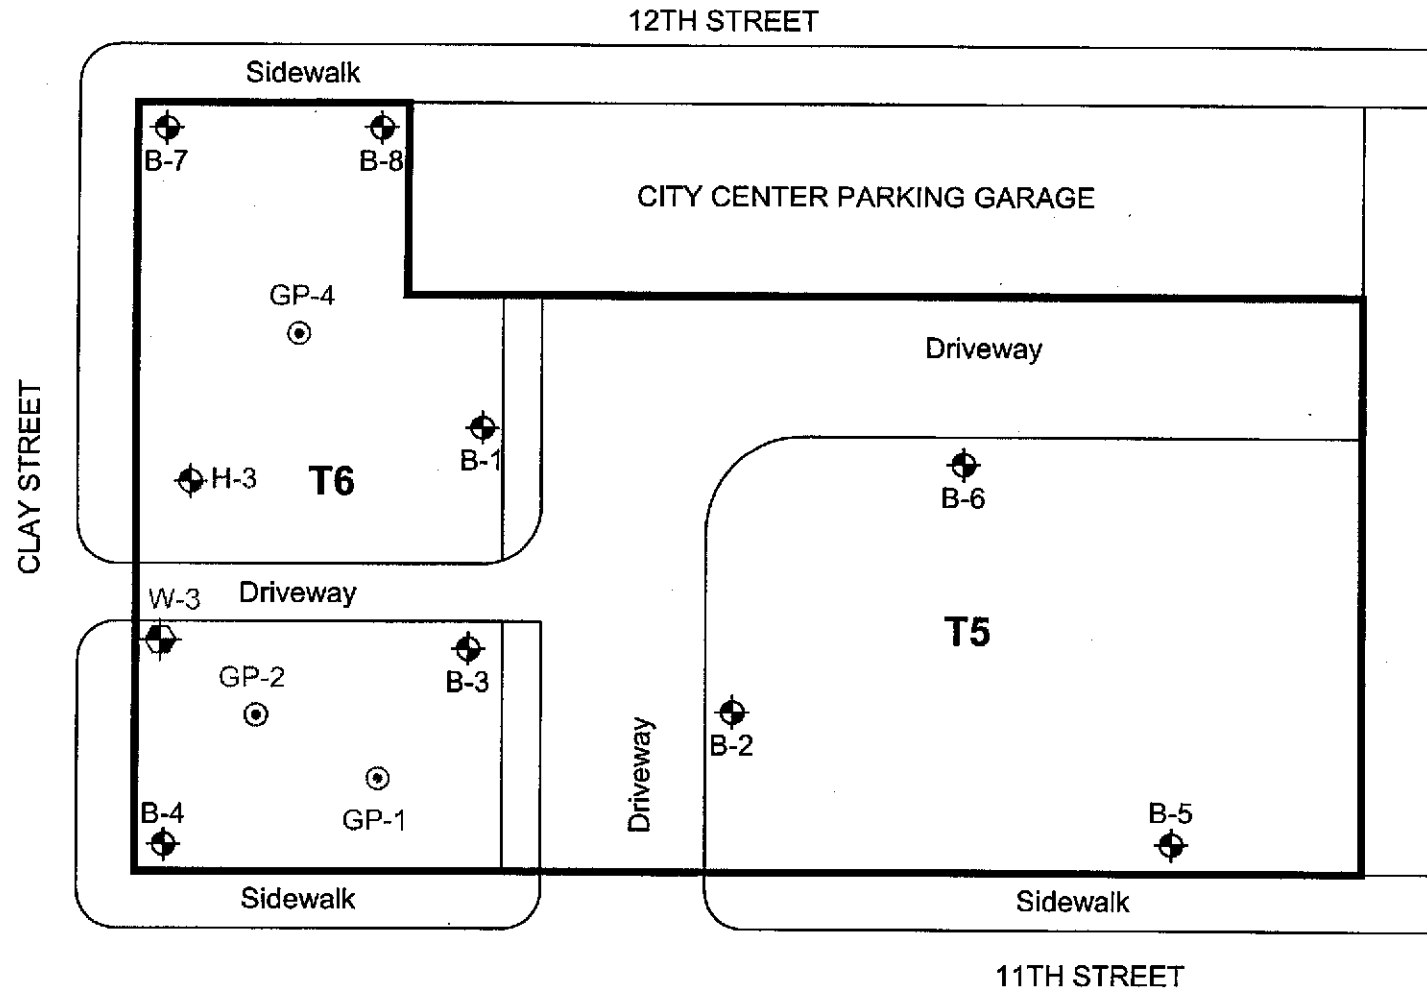 12TH STREET
Sidewalk
B-7
B-8
CITY CENTER PARKING GARAGE
GP-4
Driveway
CLAY STREET
B-1
H-3
T6
B-6
W-3
Driveway
T5
GP-2
B-3
Driveway
B-2
B-4
GP-1
B-5
Sidewalk
Sidewalk
11TH STREET